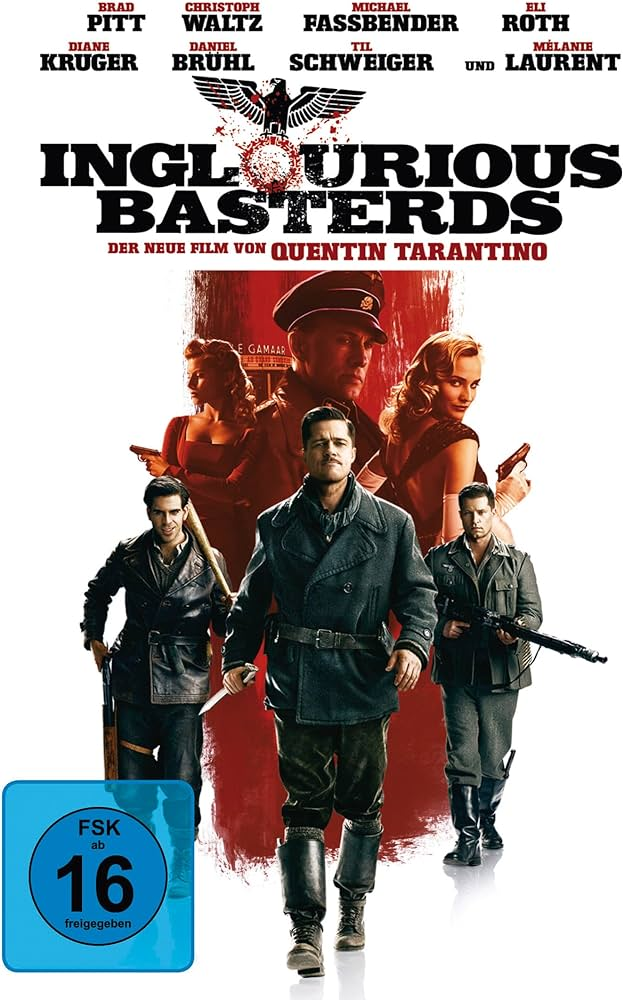 BRAD CHRISTOPH MICHAEL ELI
PITT WALTZ FASSBENDER ROTH
DIANE DANIEL TIL MÉLANIE
KRUGER BRÜHL SCHWEIGER UND LAURENT
INGLOURIOUS
BASTERDS
DER NEUE FILM VON QUENTIN TARANTINO
E GAMAAR
FSK
ab
16
freigegeben